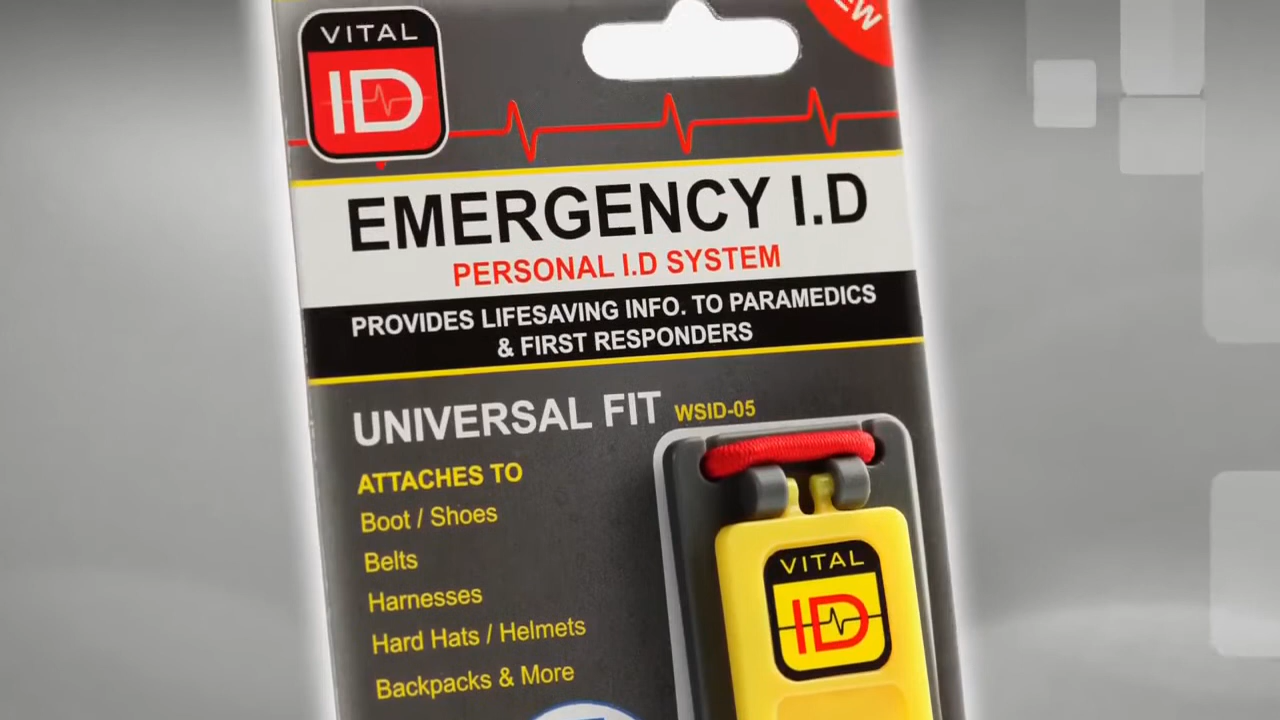 VITAL
ID
EMERGENCY I.D
PERSONAL I.D SYSTEM
PROVIDES LIFESAVING INFO. TO PARAMEDICS
& FIRST RESPONDERS
UNIVERSAL FIT WSID-05
ATTACHES TO
Boot / Shoes
Belts
Harnesses
Hard Hats / Helmets
Backpacks & More
VITAL
ID